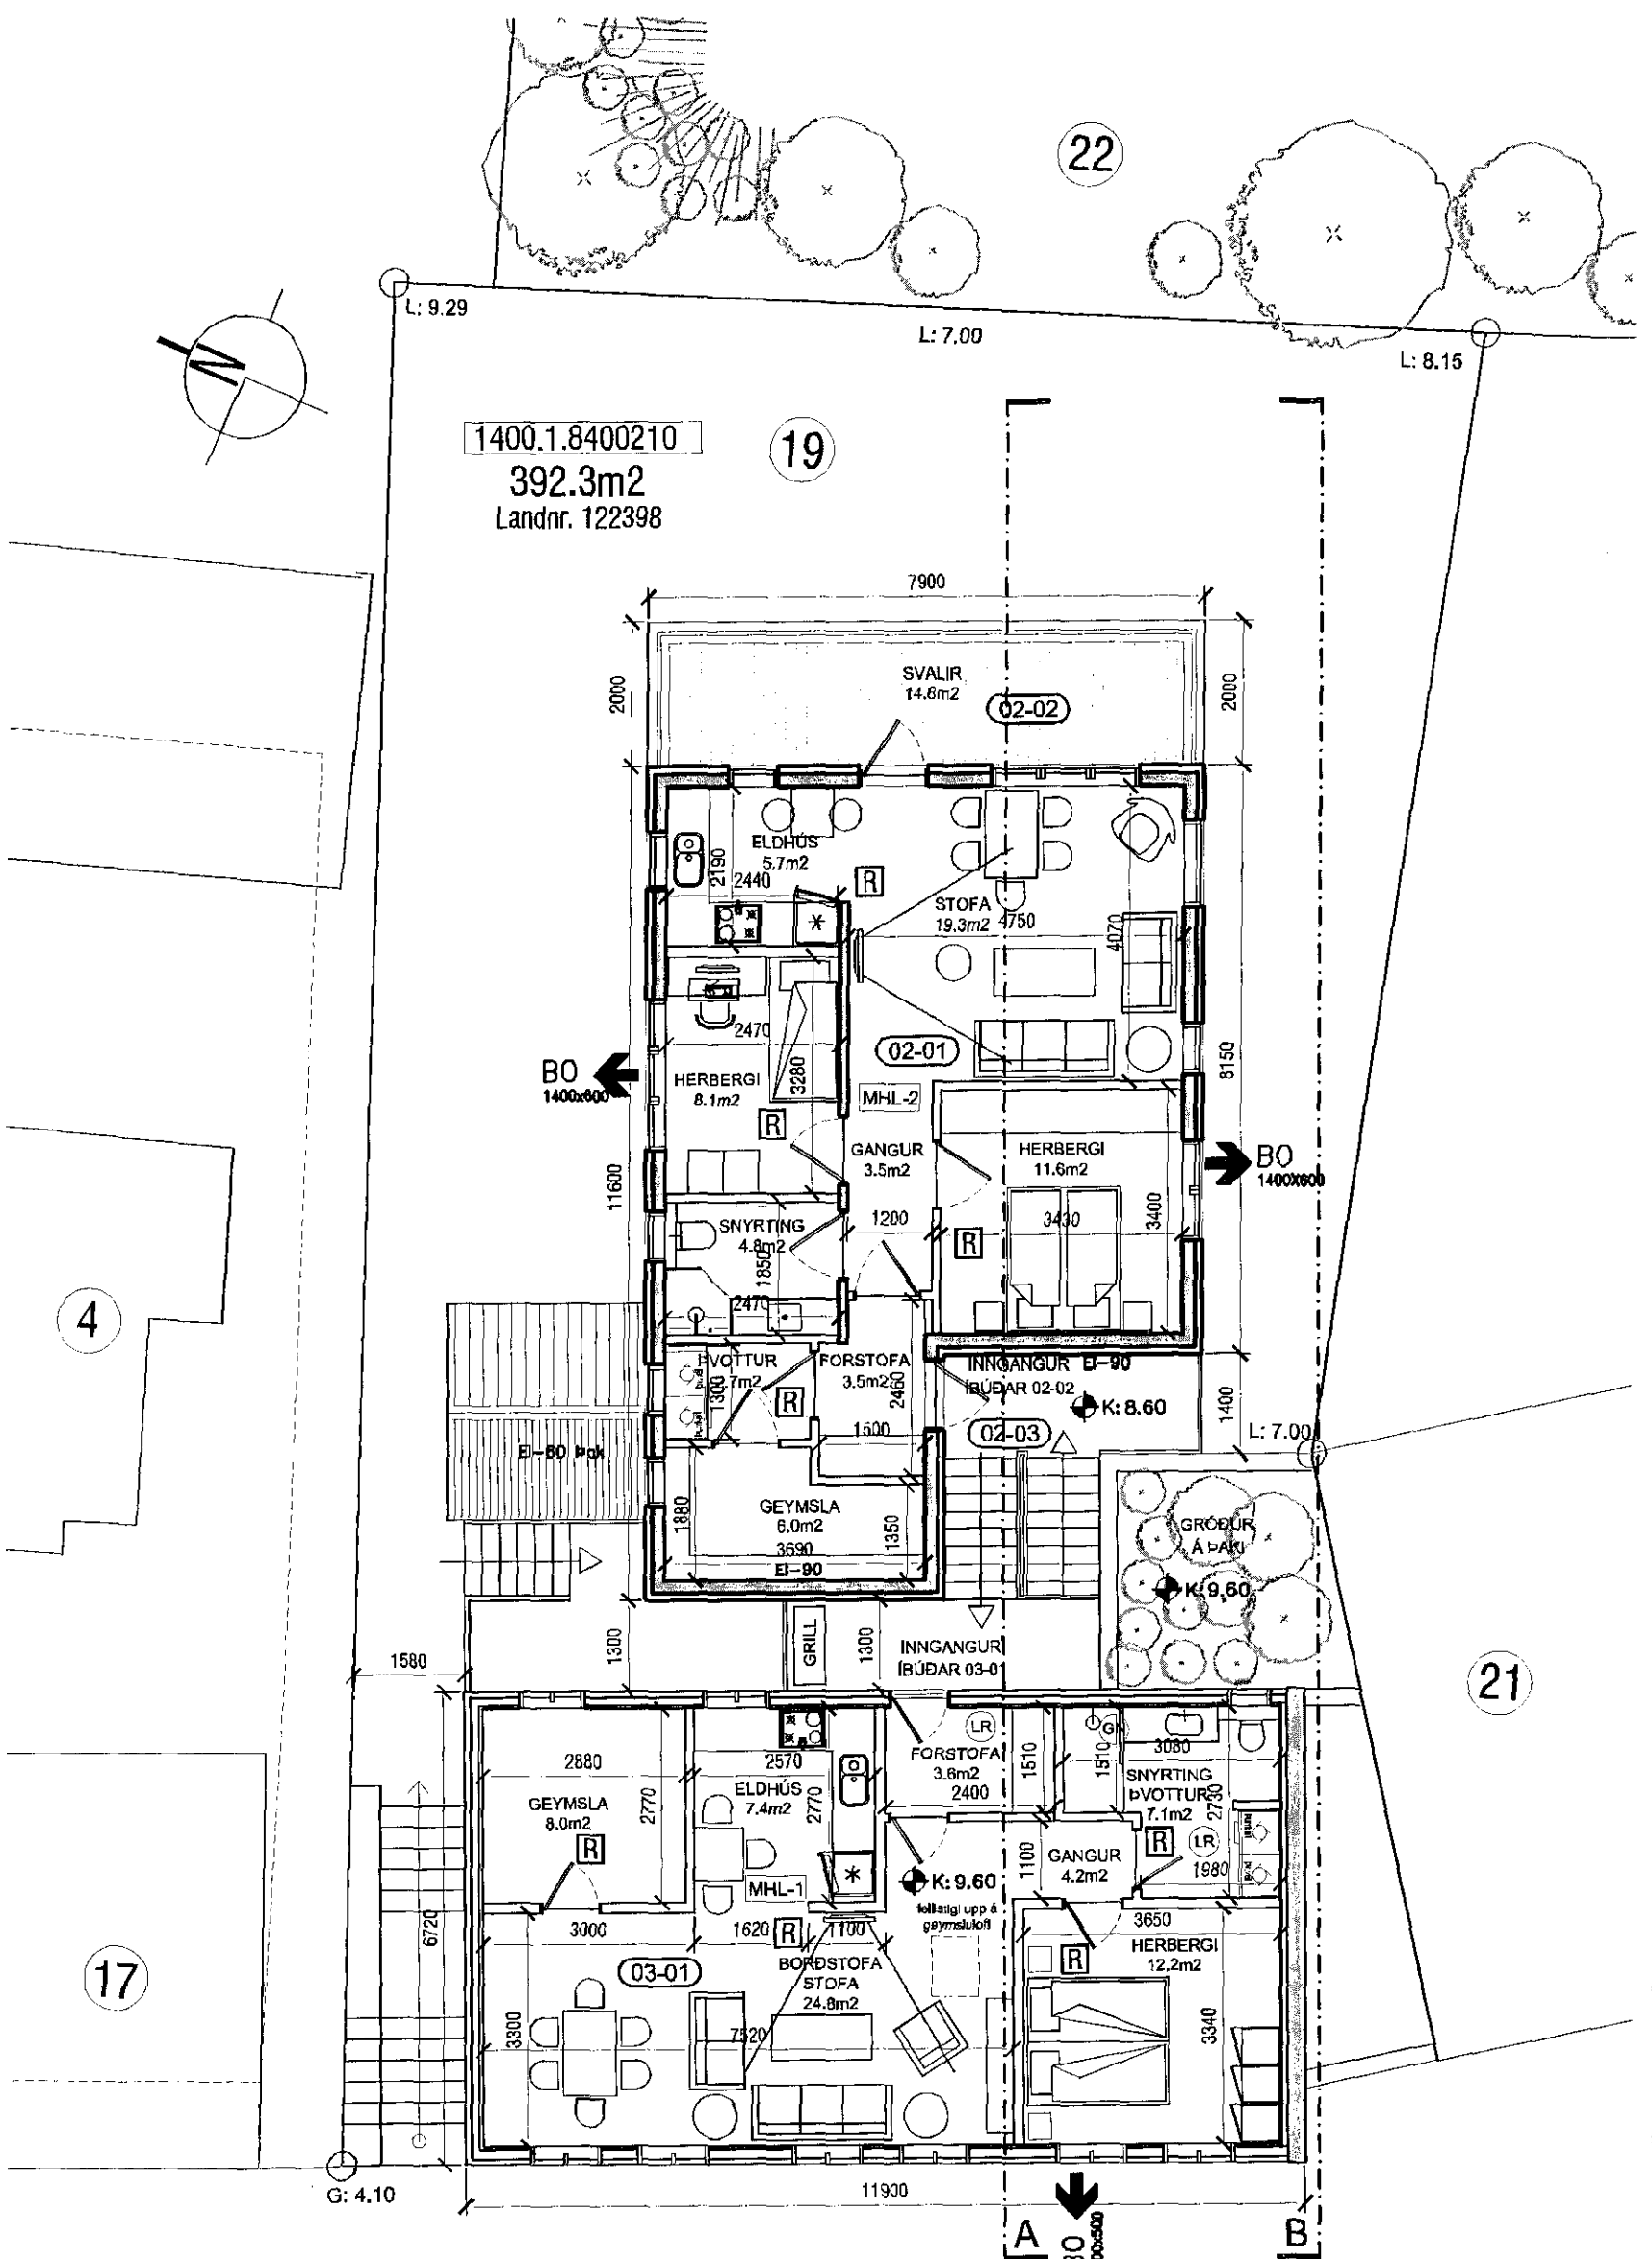 22
L: 9.29
L: 7.00
L: 8.15
N
1400.1.8400210
392.3m2
Landnr. 122398
19
7900
2000
SVALIR
14.6m2
02-02
2000
ELDHÚS
5.7m2
2190
2440
R
STOFA
19.3m2
4750
4070
2470
02-01
8150
BO
1400x600
HERBERGI
8.1m2
3280
MHL-2
R
GANGUR
3.5m2
HERBERGI
11.6m2
BO
1400X600
11600
SNYRTING
4.8m2
1850
1200
3430
3400
R
2470
4
ÞVOTTUR
1300
FORSTOFA
3.5m2
2460
INNGANGUR EI-90
ÍBÚÐAR 02-02
K: 8.60
R
1400
1500
02-03
L: 7.00
EI-60 Þak
GEYMSLA
6.0m2
1880
1350
3690
EI-90
GRÓÐUR
Á ÞAKI
K: 9.60
1300
GRILL
1300
INNGANGUR
ÍBÚÐAR 03-01
1580
21
2880
2570
LR
FORSTOFA
3.6m2
2400
1510
1510
3080
SNYRTING
ÞVOTTUR
7.1m2
2730
GEYMSLA
8.0m2
2770
ELDHÚS
7.4m2
2770
R
GANGUR
4.2m2
1100
R
LR
1980
MHL-1
K: 9.60
fellistigi upp á
geymsluloft
6720
3000
1620
R
1100
3650
HERBERGI
12.2m2
R
17
03-01
BORÐSTOFA
STOFA
24.8m2
3300
7520
3340
G: 4.10
11900
A
B